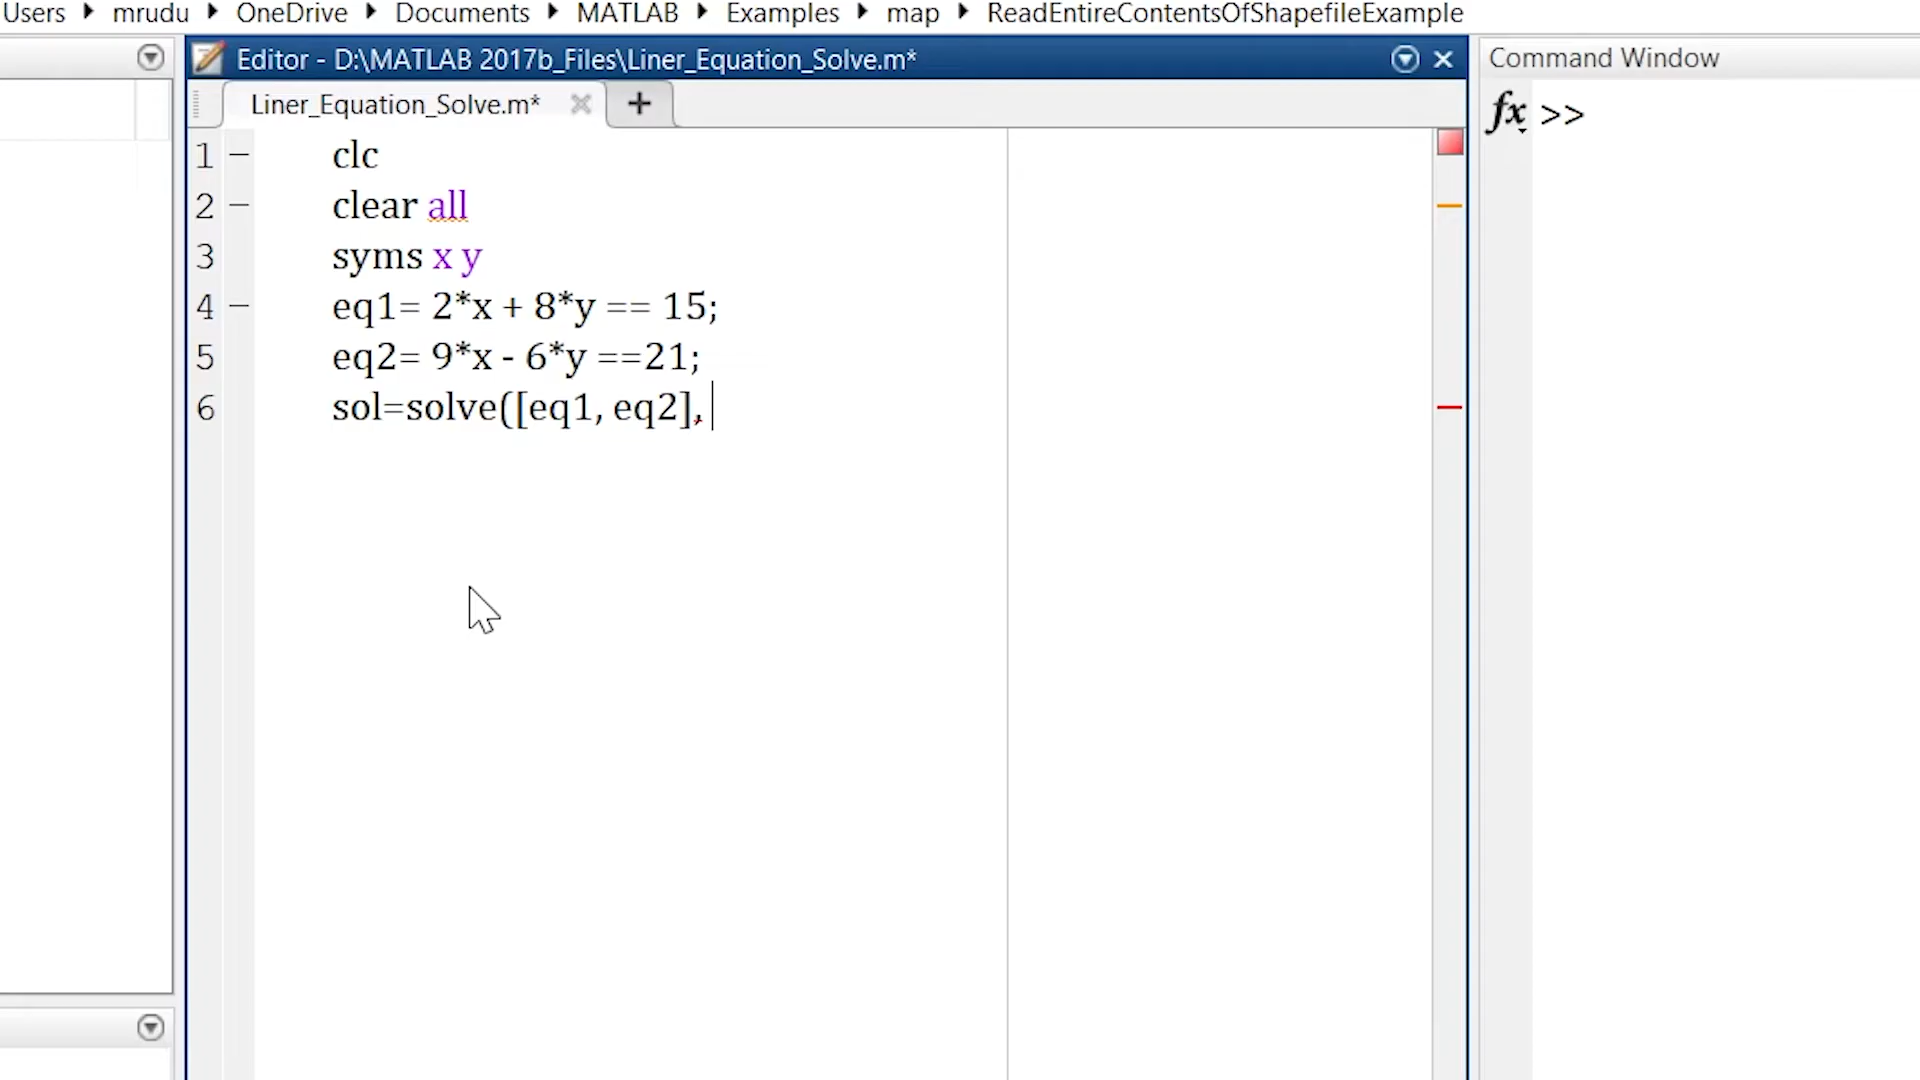 Users ▶ mrudu ▶ OneDrive ▶ Documents ▶ MATLAB ▶ Examples ▶ map ▶ ReadEntireContentsOfShapefileExample
Editor - D:\MATLAB 2017b_Files\Liner_Equation_Solve.m*
Liner_Equation_Solve.m*
1 clc
2 clear all
3 syms x y
4 eq1= 2*x + 8*y == 15;
5 eq2= 9*x - 6*y ==21;
6 sol=solve([eq1, eq2],
Command Window
fx >>